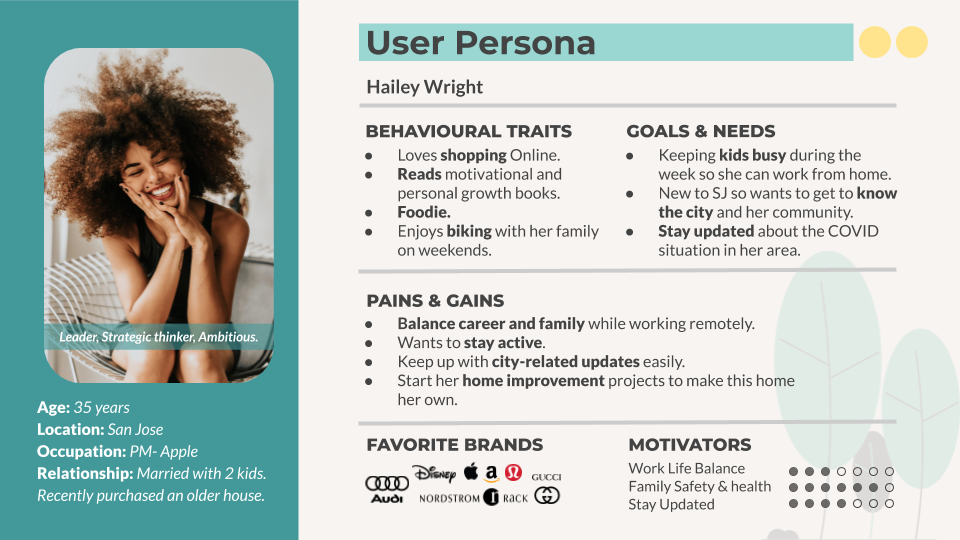 User Persona
Hailey Wright
Leader, Strategic thinker, Ambitious.
Age: 35 years
Location: San Jose
Occupation: PM- Apple
Relationship: Married with 2 kids.
Recently purchased an older house.
BEHAVIOURAL TRAITS
● Loves shopping Online.
● Reads motivational and
personal growth books.
● Foodie.
● Enjoys biking with her family
on weekends.
GOALS & NEEDS
● Keeping kids busy during the
week so she can work from home.
● New to SJ so wants to get to know
the city and her community.
● Stay updated about the COVID
situation in her area.
PAINS & GAINS
● Balance career and family while working remotely.
● Wants to stay active.
● Keep up with city-related updates easily.
● Start her home improvement projects to make this home
her own.
FAVORITE BRANDS
Audi
Disney
a
GUCCI
NORDSTROM
r RACK
MOTIVATORS
Work Life Balance
Family Safety & health
Stay Updated